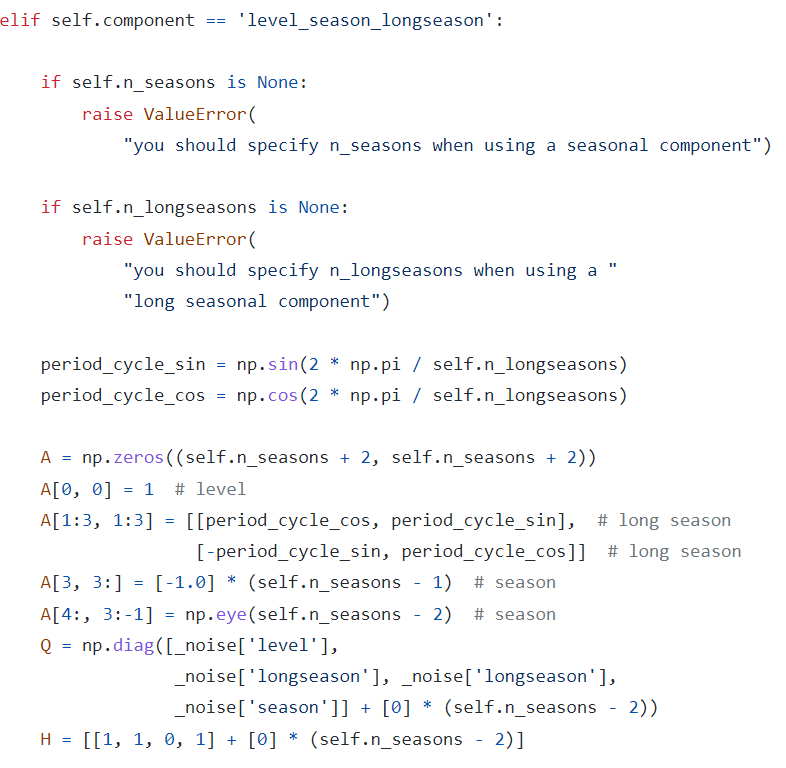 elif self.component == 'level_season_longseason':
if self.n_seasons is None:
raise ValueError(
"you should specify n_seasons when using a seasonal component")
if self.n_longseasons is None:
raise ValueError(
"you should specify n_longseasons when using a "
"long seasonal component")
period_cycle_sin = np.sin(2 * np.pi / self.n_longseasons)
period_cycle_cos = np.cos(2 * np.pi / self.n_longseasons)
A = np.zeros((self.n_seasons + 2, self.n_seasons + 2))
A[0, 0] = 1  # level
A[1:3, 1:3] = [[period_cycle_cos, period_cycle_sin],  # long season
[-period_cycle_sin, period_cycle_cos]]  # long season
A[3, 3:] = [-1.0] * (self.n_seasons - 1)  # season
A[4:, 3:-1] = np.eye(self.n_seasons - 2)  # season
Q = np.diag([_noise['level'],
_noise['longseason'], _noise['longseason'],
_noise['season']] + [0] * (self.n_seasons - 2))
H = [[1, 1, 0, 1] + [0] * (self.n_seasons - 2)]